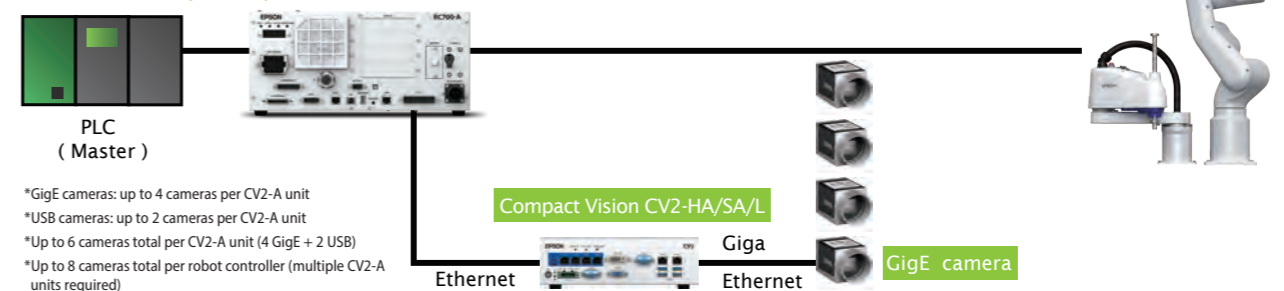 EPSON
RC700-A
PLC
( Master )
*GigE cameras: up to 4 cameras per CV2-A unit
*USB cameras: up to 2 cameras per CV2-A unit
*Up to 6 cameras total per CV2-A unit (4 GigE + 2 USB)
*Up to 8 cameras total per robot controller (multiple CV2-A
units required)
Compact Vision CV2-HA/SA/L
EPSON
CV2
Ethernet
Giga
Ethernet
GigE camera
EPSON